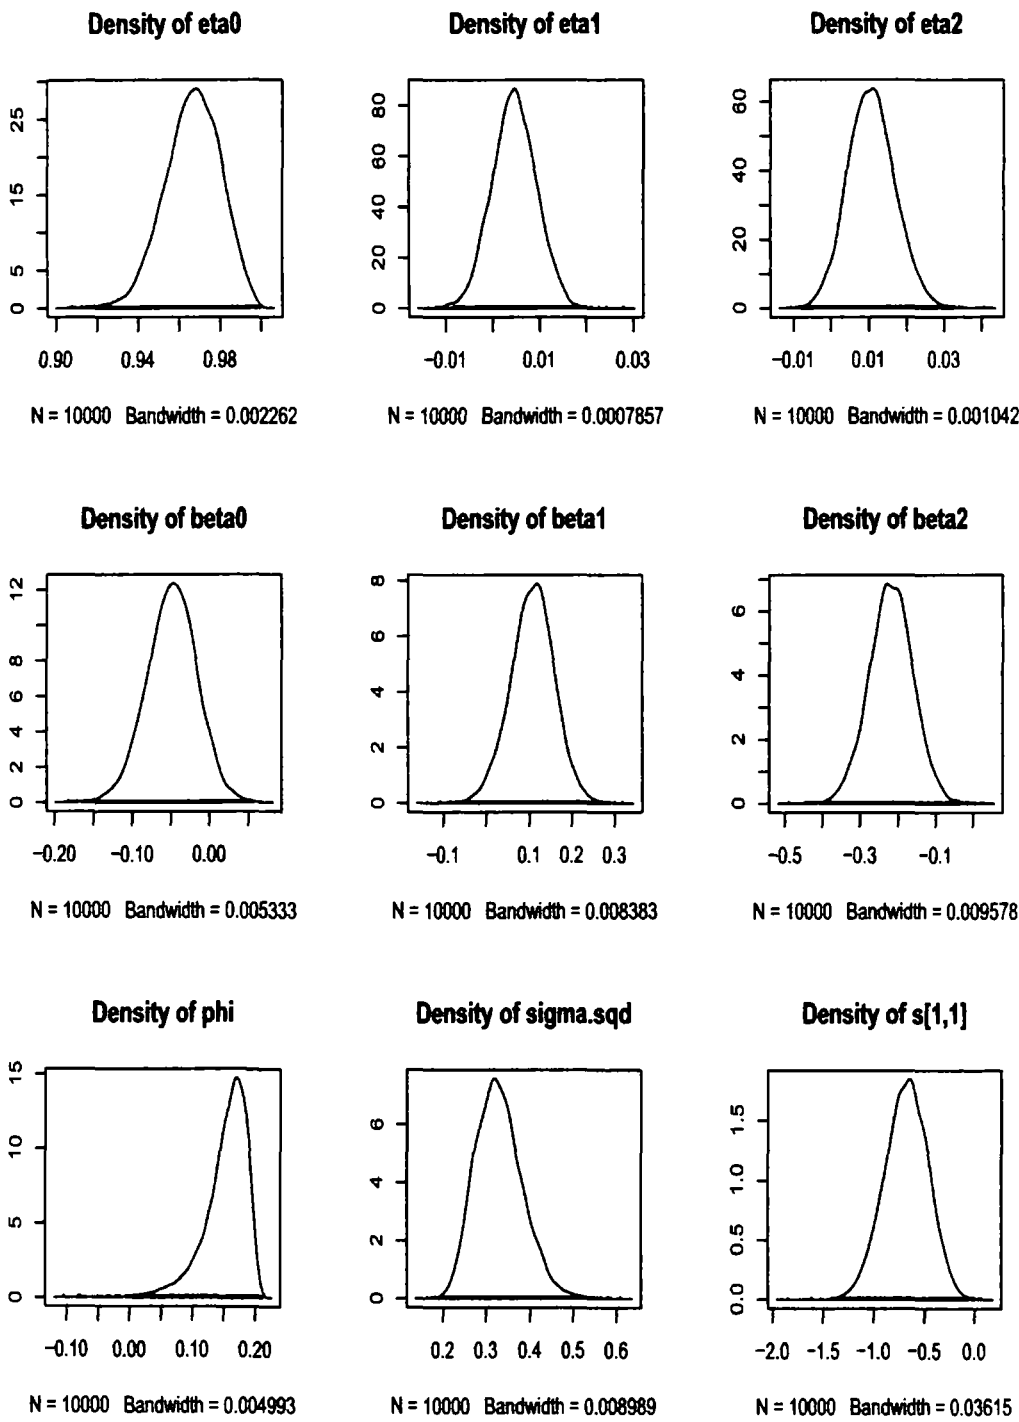 Density of eta0
Density of eta1
Density of eta2
0 5 15 25
0 20 40 60 80
0 20 40 60
0.90 0.94 0.98
−0.01 0.01 0.03
−0.01 0.01 0.03
N = 10000 Bandwidth = 0.002262
N = 10000 Bandwidth = 0.0007857
N = 10000 Bandwidth = 0.001042
Density of beta0
Density of beta1
Density of beta2
0 2 4 6 8 12
0 2 4 6 8
0 2 4 6
−0.20 −0.10 0.00
−0.1 0.1 0.2 0.3
−0.5 −0.3 −0.1
N = 10000 Bandwidth = 0.005333
N = 10000 Bandwidth = 0.008383
N = 10000 Bandwidth = 0.009578
Density of phi
Density of sigma.sqd
Density of s[1,1]
0 5 10 15
0 2 4 6
0.0 0.5 1.0 1.5
−0.10 0.00 0.10 0.20
0.2 0.3 0.4 0.5 0.6
−2.0 −1.5 −1.0 −0.5 0.0
N = 10000 Bandwidth = 0.004993
N = 10000 Bandwidth = 0.008989
N = 10000 Bandwidth = 0.03615